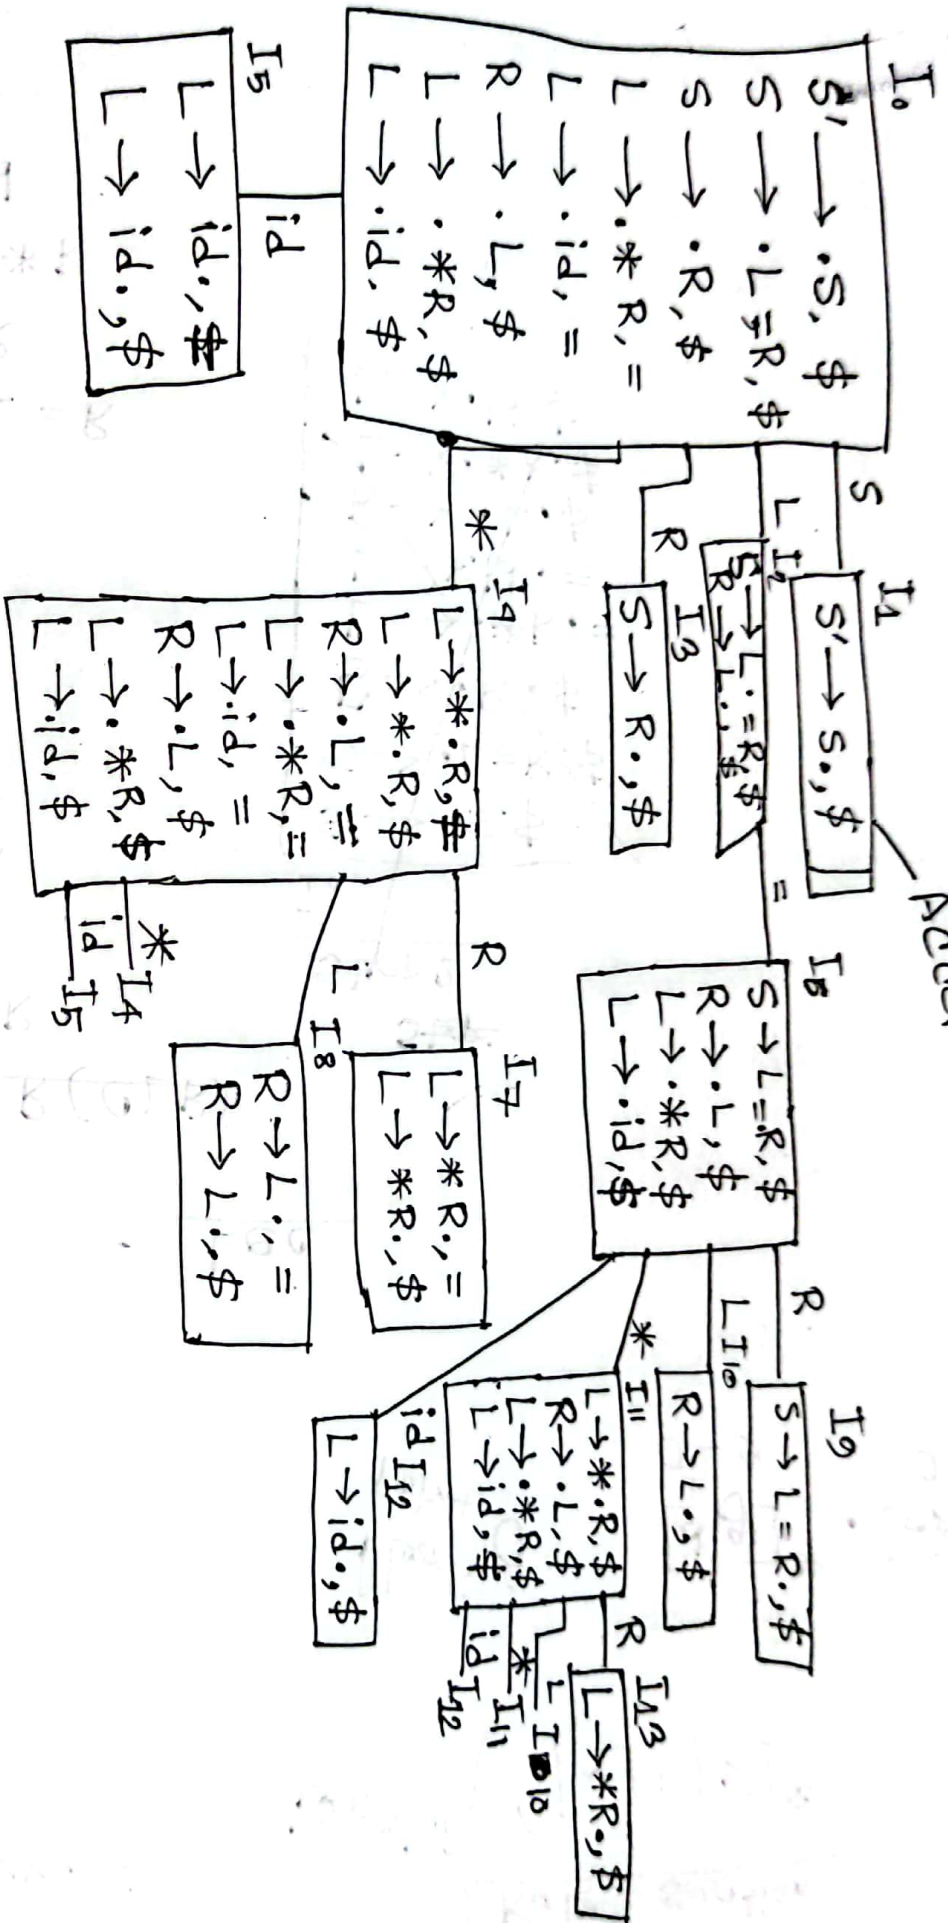 I0
S' → .S, $
S → .L=R, $
S → .R, $
L → .*R, =
L → .id, =
R → .L, $
L → .*R, $
L → .id. $
S
I1
S' → S., $
L
I2
S → L.=R,$
R → L., $
=
R
I3
S → R., $
*
I4
L → *.R, =
L → *.R, $
R → .L, =
L → .*R, =
L → .id, =
R → .L, $
L → .*R, $
L → .id, $
* I4
id I5
id
I5
L → id., =
L → id., $
I6
S → L=.R, $
R → .L, $
L → .*R, $
L → .id, $
R
I7
L → *R., =
L → *R., $
L
I8
R → L., =
R → L., $
R
I9
S → L=R., $
L I10
R → L., $
*
I11
L → *.R, $
R → .L, $
L → .*R, $
L → id, $
id I12
L → id., $
R
I13
L → *R., $
L I10
* I11
id I12